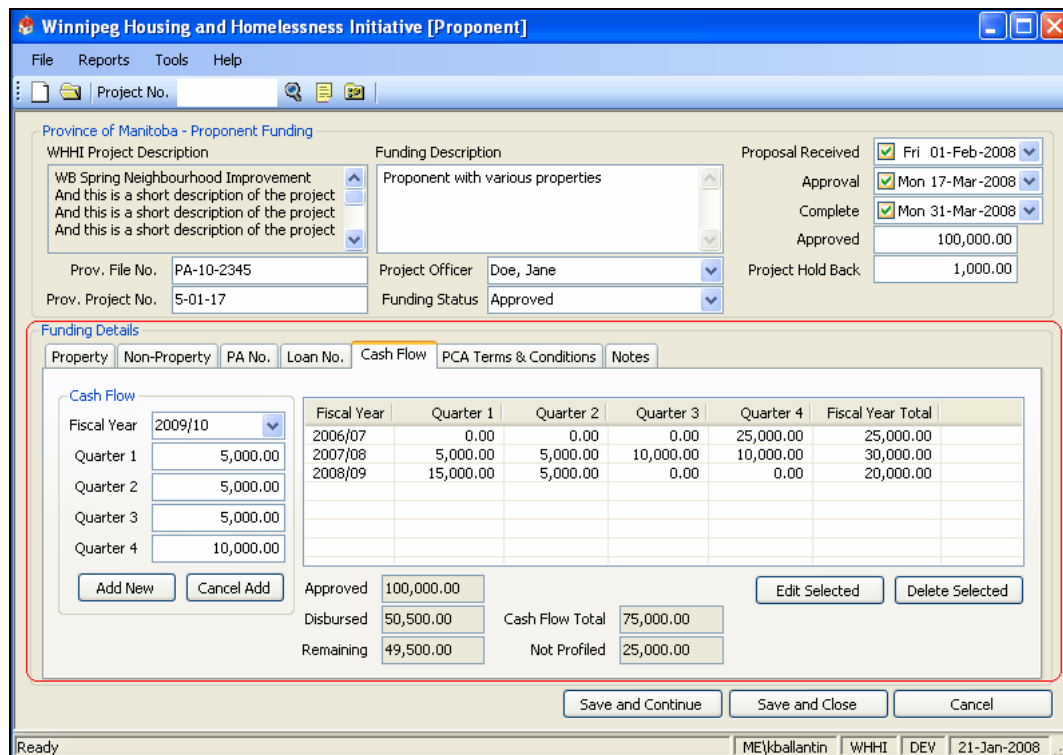 Winnipeg Housing and Homelessness Initiative [Proponent]
File Reports Tools Help
Project No.
Province of Manitoba - Proponent Funding
WHHI Project Description
WB Spring Neighbourhood Improvement
And this is a short description of the project
And this is a short description of the project
And this is a short description of the project
Funding Description
Proponent with various properties
Proposal Received Fri 01-Feb-2008
Approval Mon 17-Mar-2008
Complete Mon 31-Mar-2008
Approved 100,000.00
Project Hold Back 1,000.00
Prov. File No. PA-10-2345
Project Officer Doe, Jane
Prov. Project No. 5-01-17
Funding Status Approved
Funding Details
Property Non-Property PA No. Loan No. Cash Flow PCA Terms & Conditions Notes
Cash Flow
Fiscal Year 2009/10
Quarter 1 5,000.00
Quarter 2 5,000.00
Quarter 3 5,000.00
Quarter 4 10,000.00
Add New Cancel Add
Fiscal Year Quarter 1 Quarter 2 Quarter 3 Quarter 4 Fiscal Year Total
2006/07 0.00 0.00 0.00 25,000.00 25,000.00
2007/08 5,000.00 5,000.00 10,000.00 10,000.00 30,000.00
2008/09 15,000.00 5,000.00 0.00 0.00 20,000.00
Approved 100,000.00
Disbursed 50,500.00 Cash Flow Total 75,000.00
Remaining 49,500.00 Not Profiled 25,000.00
Edit Selected Delete Selected
Save and Continue Save and Close Cancel
Ready ME\kballantin WHHI DEV 21-Jan-2008